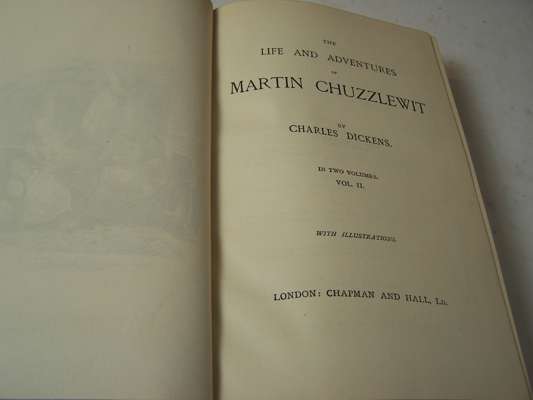 THE
LIFE AND ADVENTURES
OF
MARTIN CHUZZLEWIT
BY
CHARLES DICKENS.
IN TWO VOLUMES.
VOL. II.
WITH ILLUSTRATIONS.
LONDON: CHAPMAN AND HALL, LD.